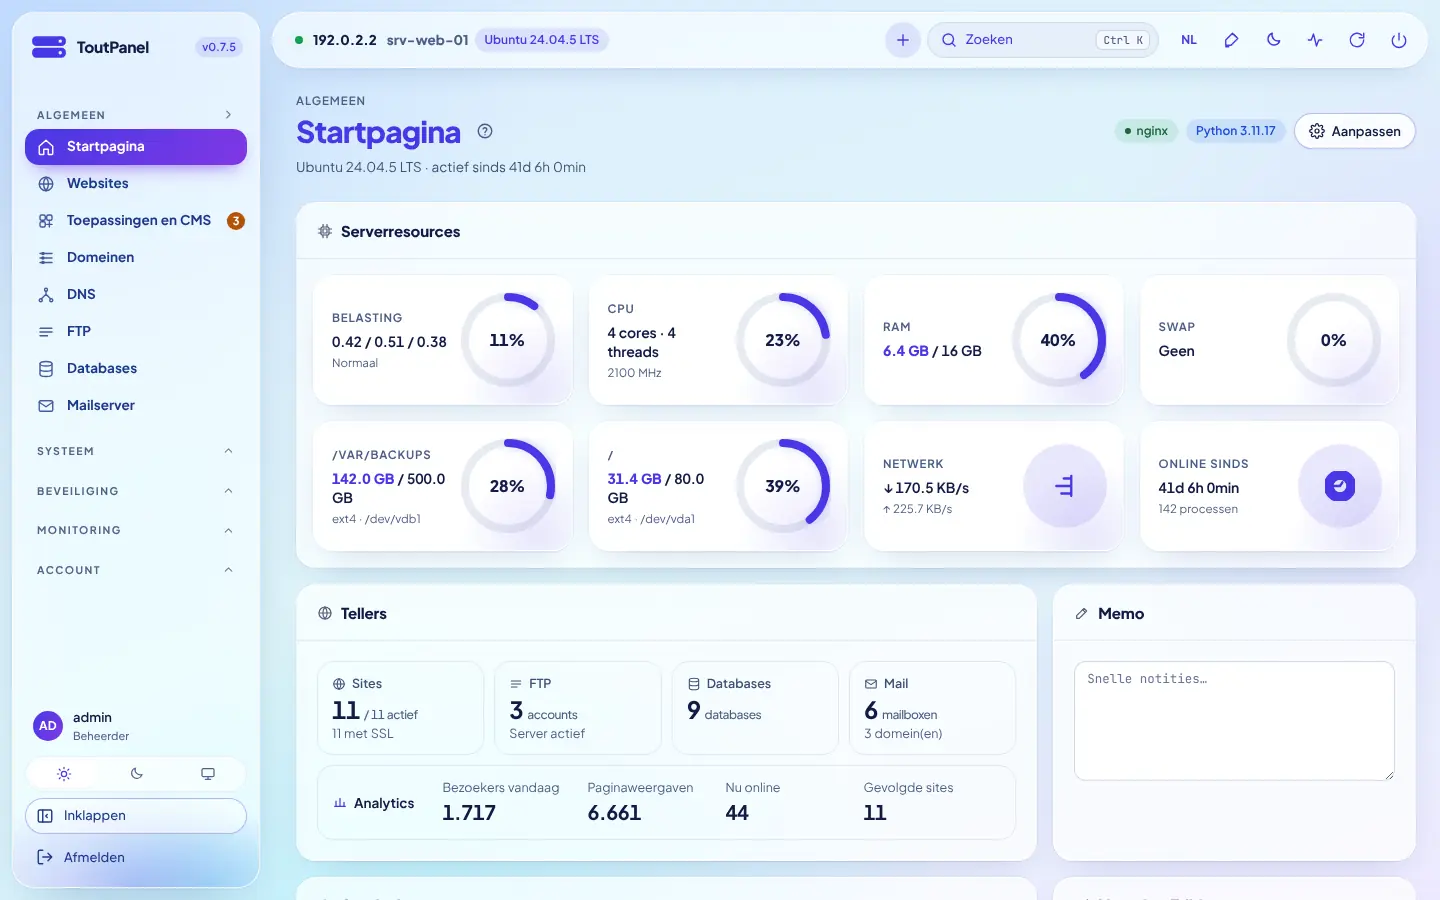 ToutPanel
v0.7.5
ALGEMEEN
Startpagina
Websites
Toepassingen en CMS
3
Domeinen
DNS
FTP
Databases
Mailserver
SYSTEEM
BEVEILIGING
MONITORING
ACCOUNT
AD
admin
Beheerder
Inklappen
Afmelden
192.0.2.2 srv-web-01 Ubuntu 24.04.5 LTS
Zoeken Ctrl K
NL
ALGEMEEN
Startpagina
Ubuntu 24.04.5 LTS · actief sinds 41d 6h 0min
nginx
Python 3.11.17
Aanpassen
Serverresources
BELASTING
0.42 / 0.51 / 0.38
Normaal
11%
CPU
4 cores · 4
threads
2100 MHz
23%
RAM
6.4 GB / 16 GB
40%
SWAP
Geen
0%
/VAR/BACKUPS
142.0 GB / 500.0
GB
ext4 · /dev/vdb1
28%
/
31.4 GB / 80.0
GB
ext4 · /dev/vda1
39%
NETWERK
↓ 170.5 KB/s
↑ 225.7 KB/s
ONLINE SINDS
41d 6h 0min
142 processen
Tellers
Sites
11 / 11 actief
11 met SSL
FTP
3 accounts
Server actief
Databases
9 databases
Mail
6 mailboxen
3 domein(en)
Analytics
Bezoekers vandaag
1.717
Paginaweergaven
6.661
Nu online
44
Gevolgde sites
11
Memo
Snelle notities…